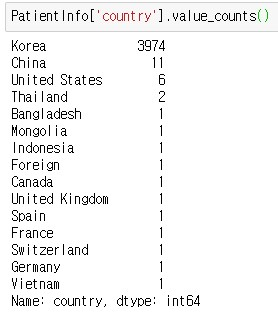 PatientInfo['country'].value_counts()
Korea 3974
China 11
United States 6
Thailand 2
Bangladesh 1
Mongolia 1
Indonesia 1
Foreign 1
Canada 1
United Kingdom 1
Spain 1
France 1
Switzerland 1
Germany 1
Vietnam 1
Name: country, dtype: int64